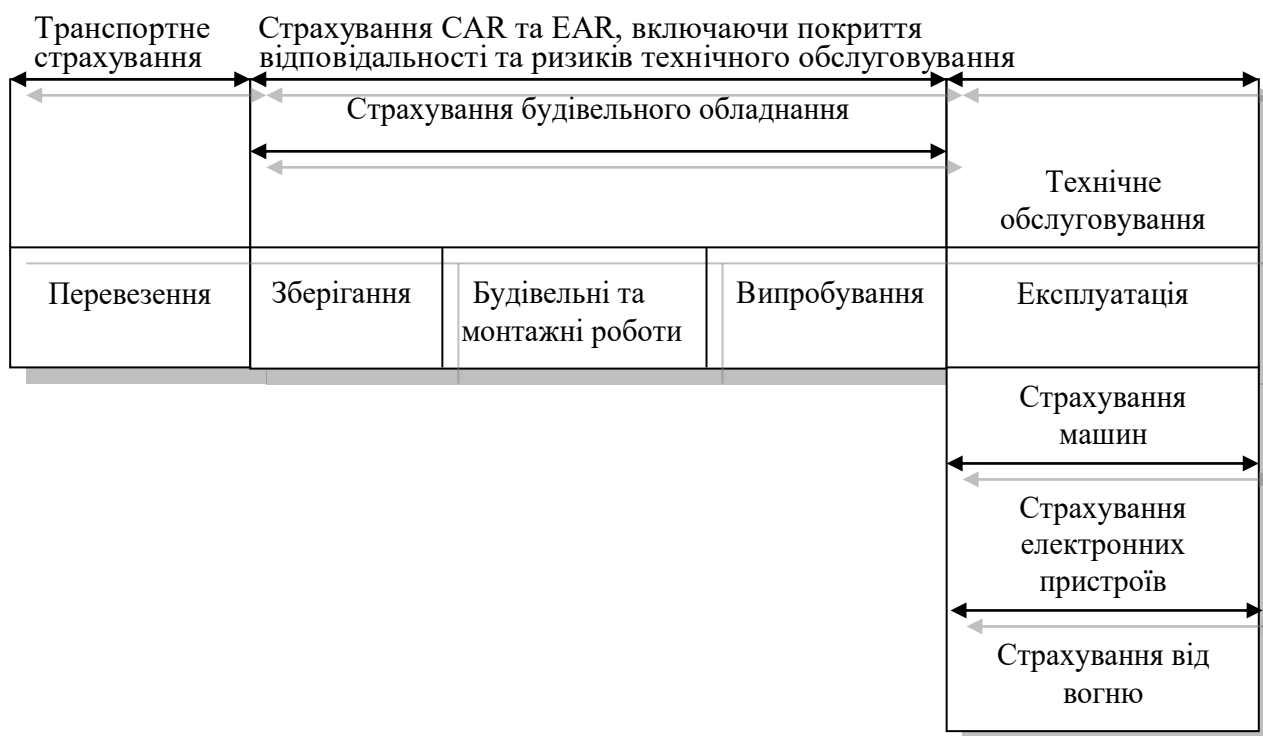 Транспортне
страхування
Страхування CAR та EAR, включаючи покриття
відповідальності та ризиків технічного обслуговування
Страхування будівельного обладнання
Технічне
обслуговування
Перевезення
Зберігання
Будівельні та
монтажні роботи
Випробування
Експлуатація
Страхування
машин
Страхування
електронних
пристроїв
Страхування від
вогню